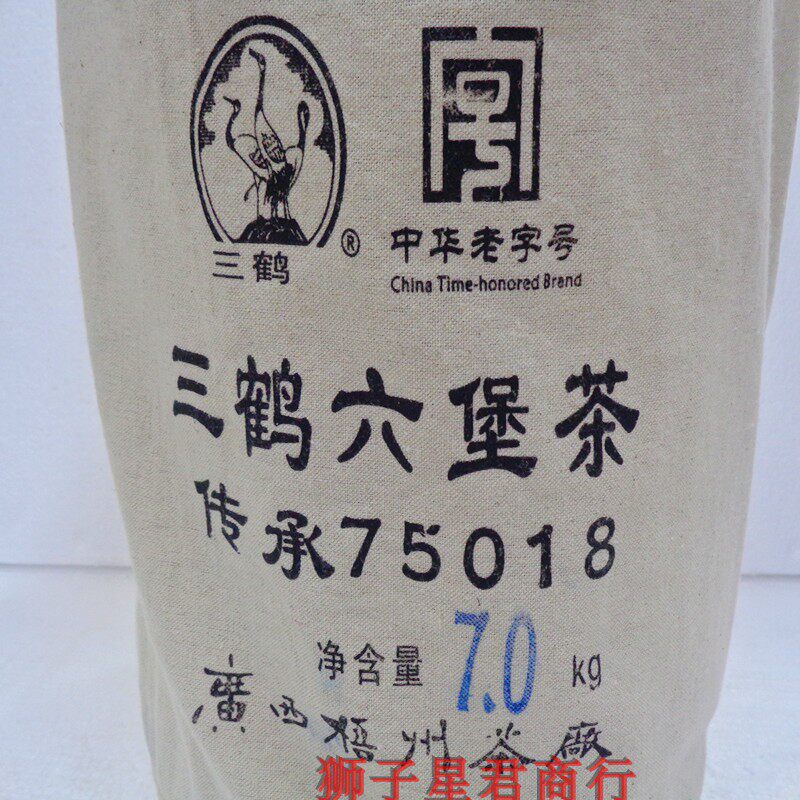 三鹤
®
中华老字号
China Time-honored Brand
三鹤六堡茶
传承75018
净含量 7.0 kg
廣西梧州茶厰
狮子星君商行